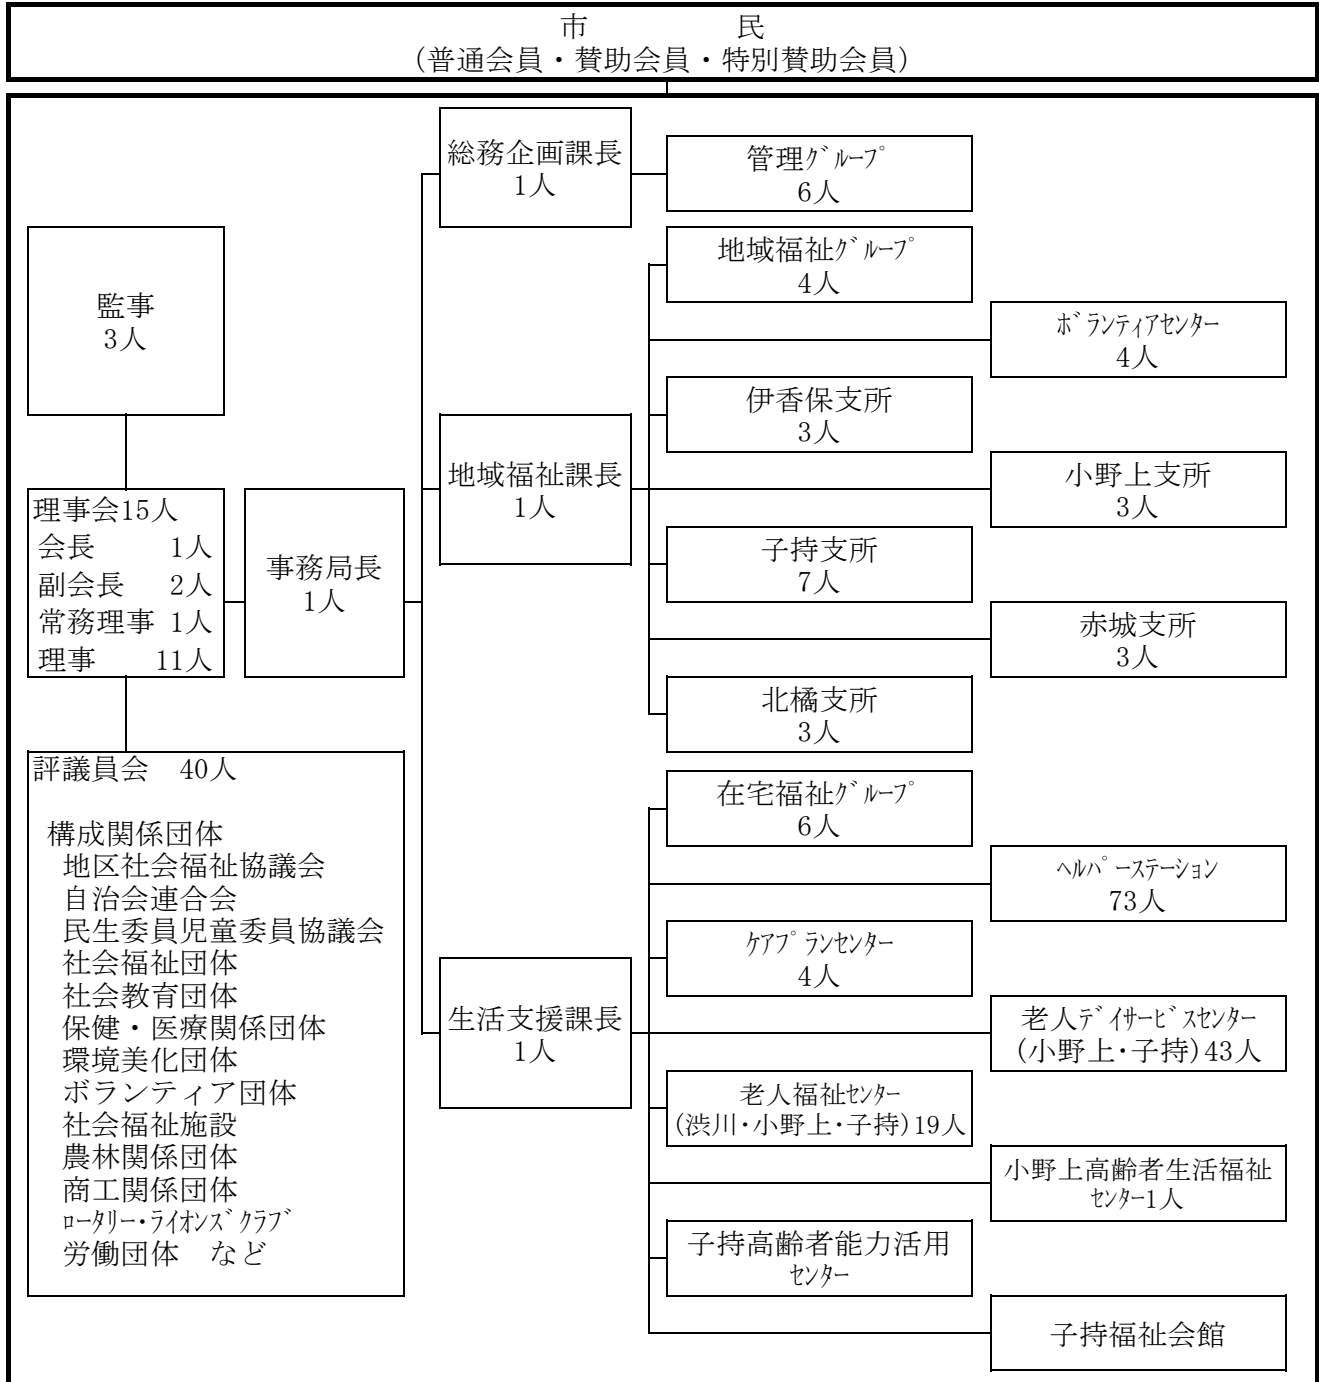 市　　　　　民
(普通会員・賛助会員・特別賛助会員)
総務企画課長
1人
管理ｸﾞﾙｰﾌﾟ
6人
監事
3人
理事会15人
会長　　　1人
副会長　 2人
常務理事 1人
理事　　 11人
事務局長
1人
評議員会　40人
構成関係団体
地区社会福祉協議会
自治会連合会
民生委員児童委員協議会
社会福祉団体
社会教育団体
保健・医療関係団体
環境美化団体
ボランティア団体
社会福祉施設
農林関係団体
商工関係団体
ﾛｰﾀﾘｰ・ﾗｲｵﾝｽﾞｸﾗﾌﾞ
労働団体　など
地域福祉課長
1人
地域福祉ｸﾞﾙｰﾌﾟ
4人
ﾎﾞﾗﾝﾃｨｱｾﾝﾀｰ
4人
伊香保支所
3人
小野上支所
3人
子持支所
7人
赤城支所
3人
北橘支所
3人
生活支援課長
1人
在宅福祉ｸﾞﾙｰﾌﾟ
6人
ﾍﾙﾊﾟｰｽﾃｰｼｮﾝ
73人
ｹｱﾌﾟﾗﾝｾﾝﾀｰ
4人
老人ﾃﾞｲｻｰﾋﾞｽｾﾝﾀｰ
(小野上・子持)43人
老人福祉ｾﾝﾀｰ
(渋川・小野上・子持)19人
小野上高齢者生活福祉
ｾﾝﾀｰ1人
子持高齢者能力活用
ｾﾝﾀｰ
子持福祉会館